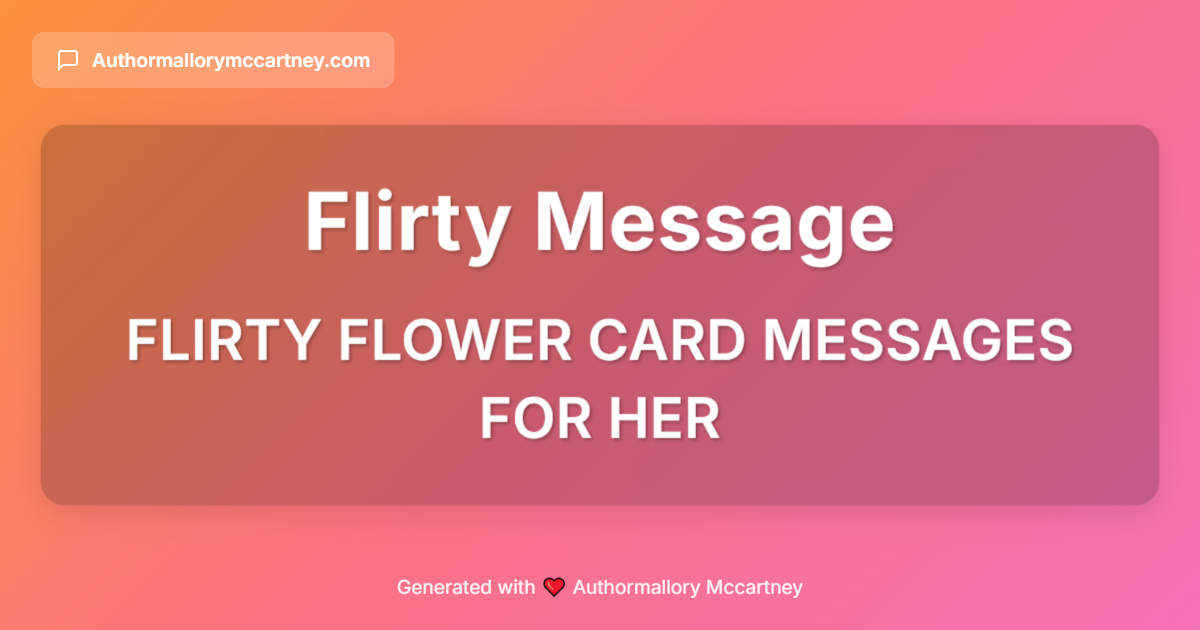 Authormallorymccartney.com
Flirty Message
FLIRTY FLOWER CARD MESSAGES
FOR HER
Generated with ❤️ Authormallory Mccartney